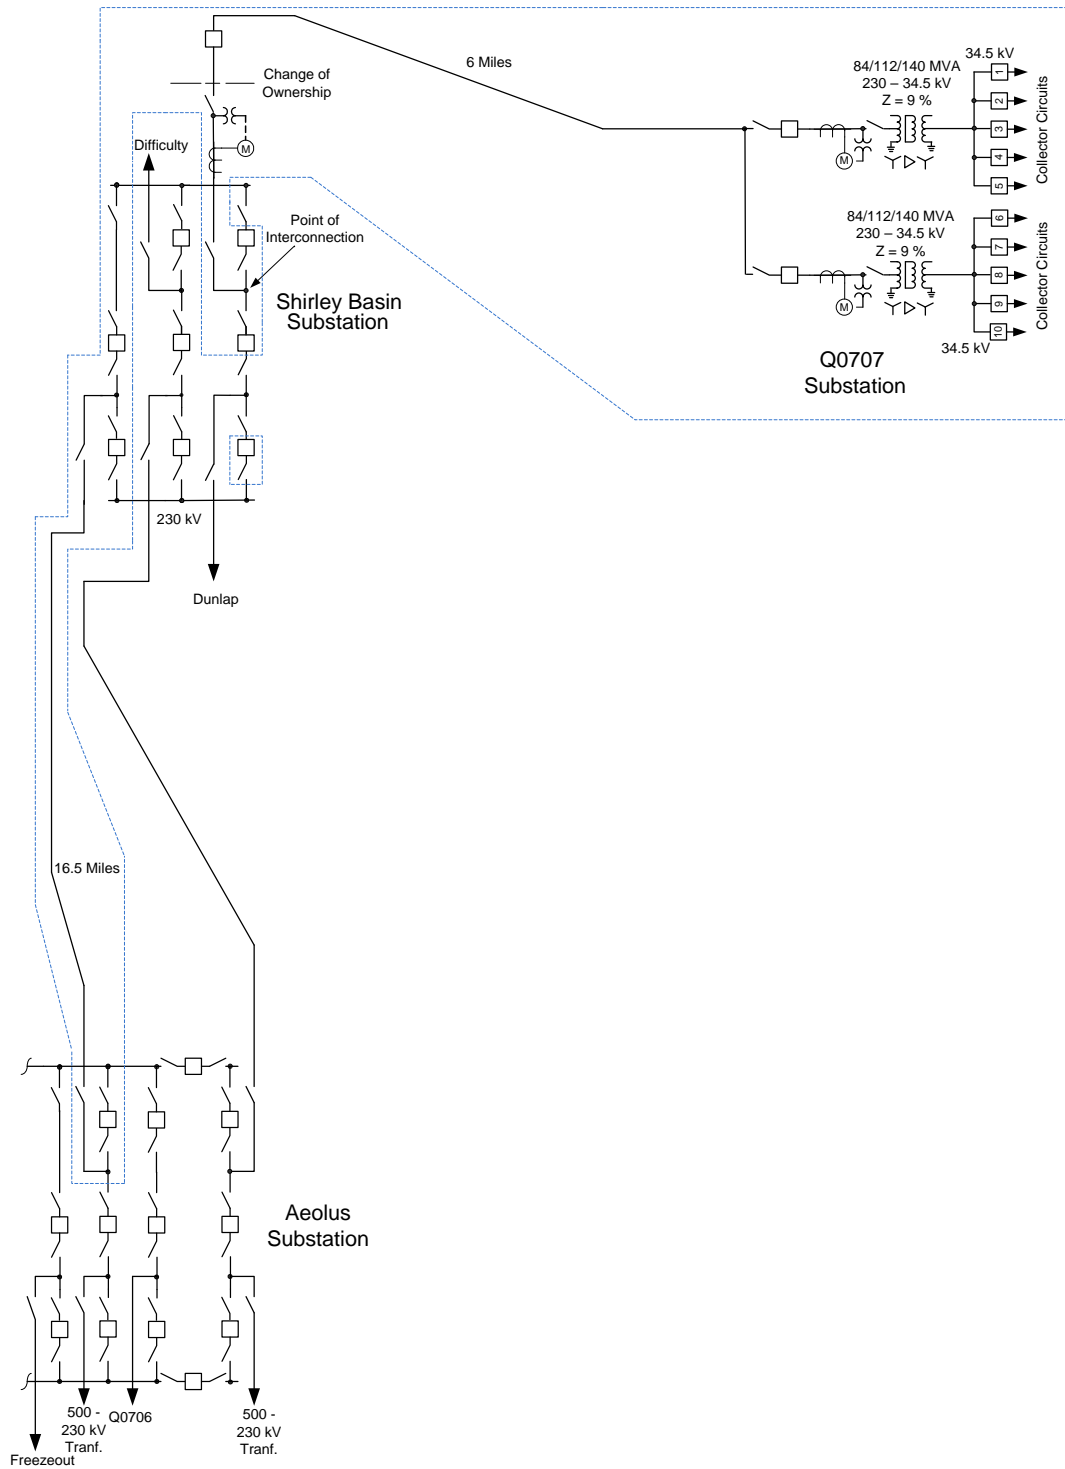 6 Miles
34.5 kV
84/112/140 MVA
230 – 34.5 kV
Z = 9 %
M
1
2
3
4
5
Collector Circuits
84/112/140 MVA
230 – 34.5 kV
Z = 9 %
M
6
7
8
9
10
Collector Circuits
34.5 kV
Q0707
Substation
Change of
Ownership
M
Difficulty
Point of
Interconnection
Shirley Basin
Substation
230 kV
Dunlap
16.5 Miles
Aeolus
Substation
500 -
230 kV
Tranf.
Q0706
500 -
230 kV
Tranf.
Freezeout